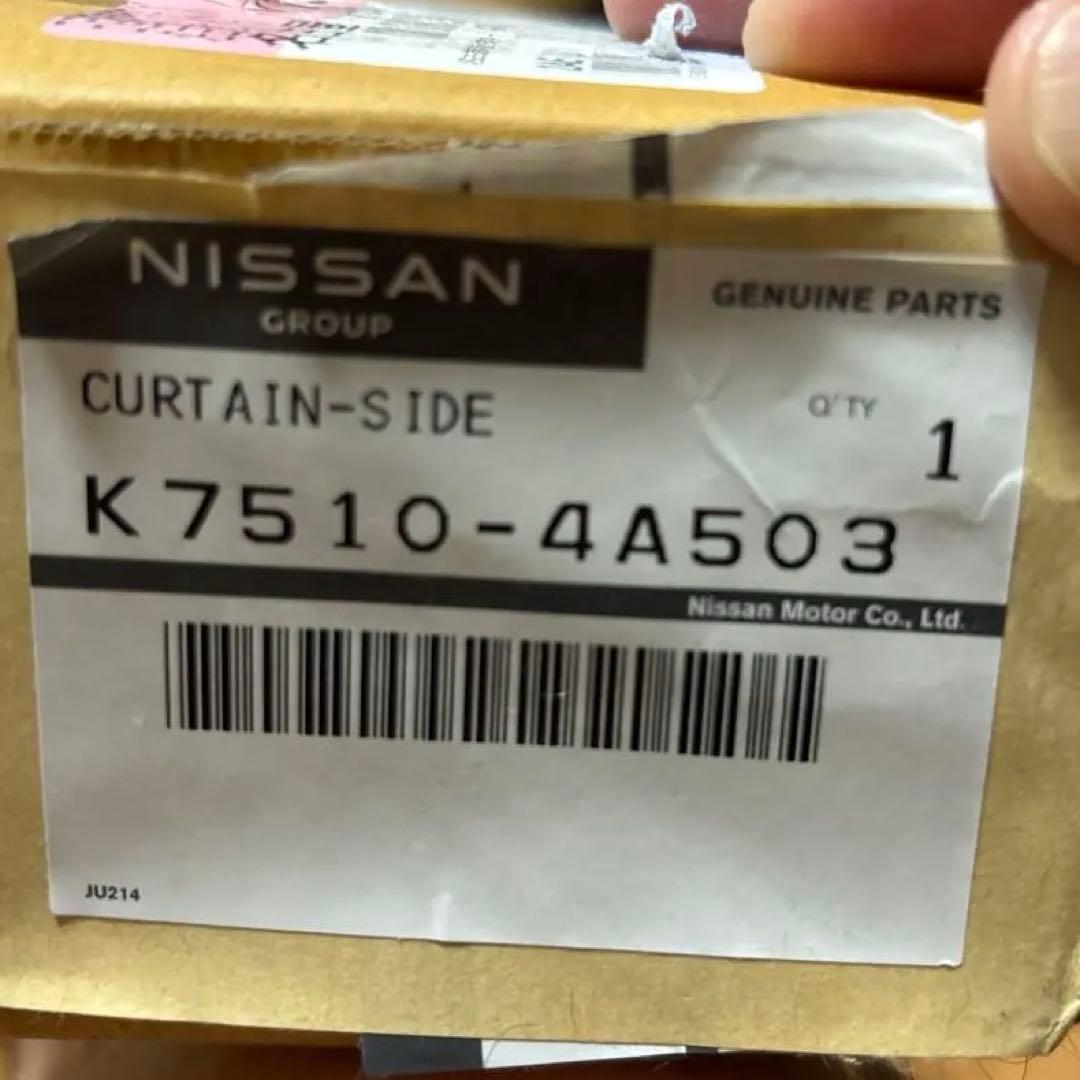 NISSAN
GROUP
GENUINE PARTS
CURTAIN-SIDE
Q'TY 1
K7510-4A503
Nissan Motor Co., Ltd.
JU214